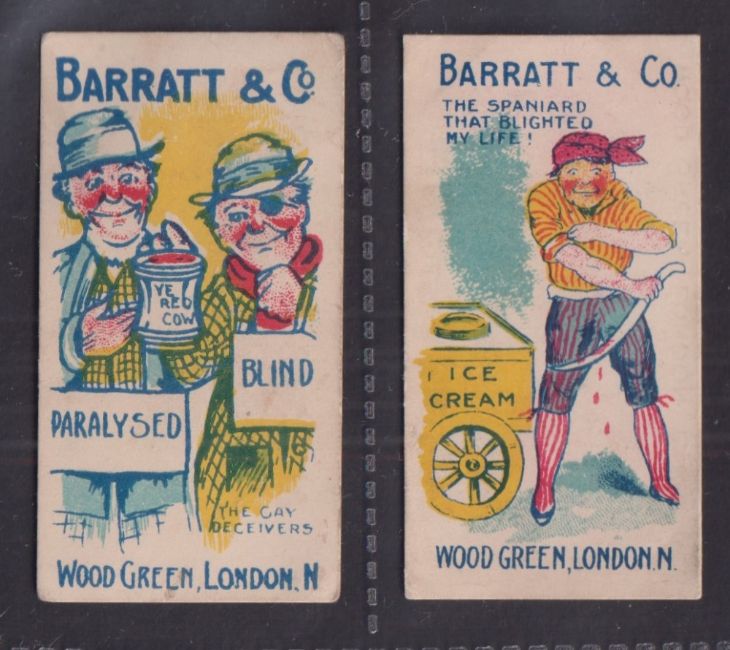 BARRATT & Co
YE
RED
COW
BLIND
PARALYSED
THE GAY
DECEIVERS
WOOD GREEN, LONDON. N
BARRATT & Co.
THE SPANIARD
THAT BLIGHTED
MY LIFE!
ICE
CREAM
WOOD GREEN, LONDON. N.